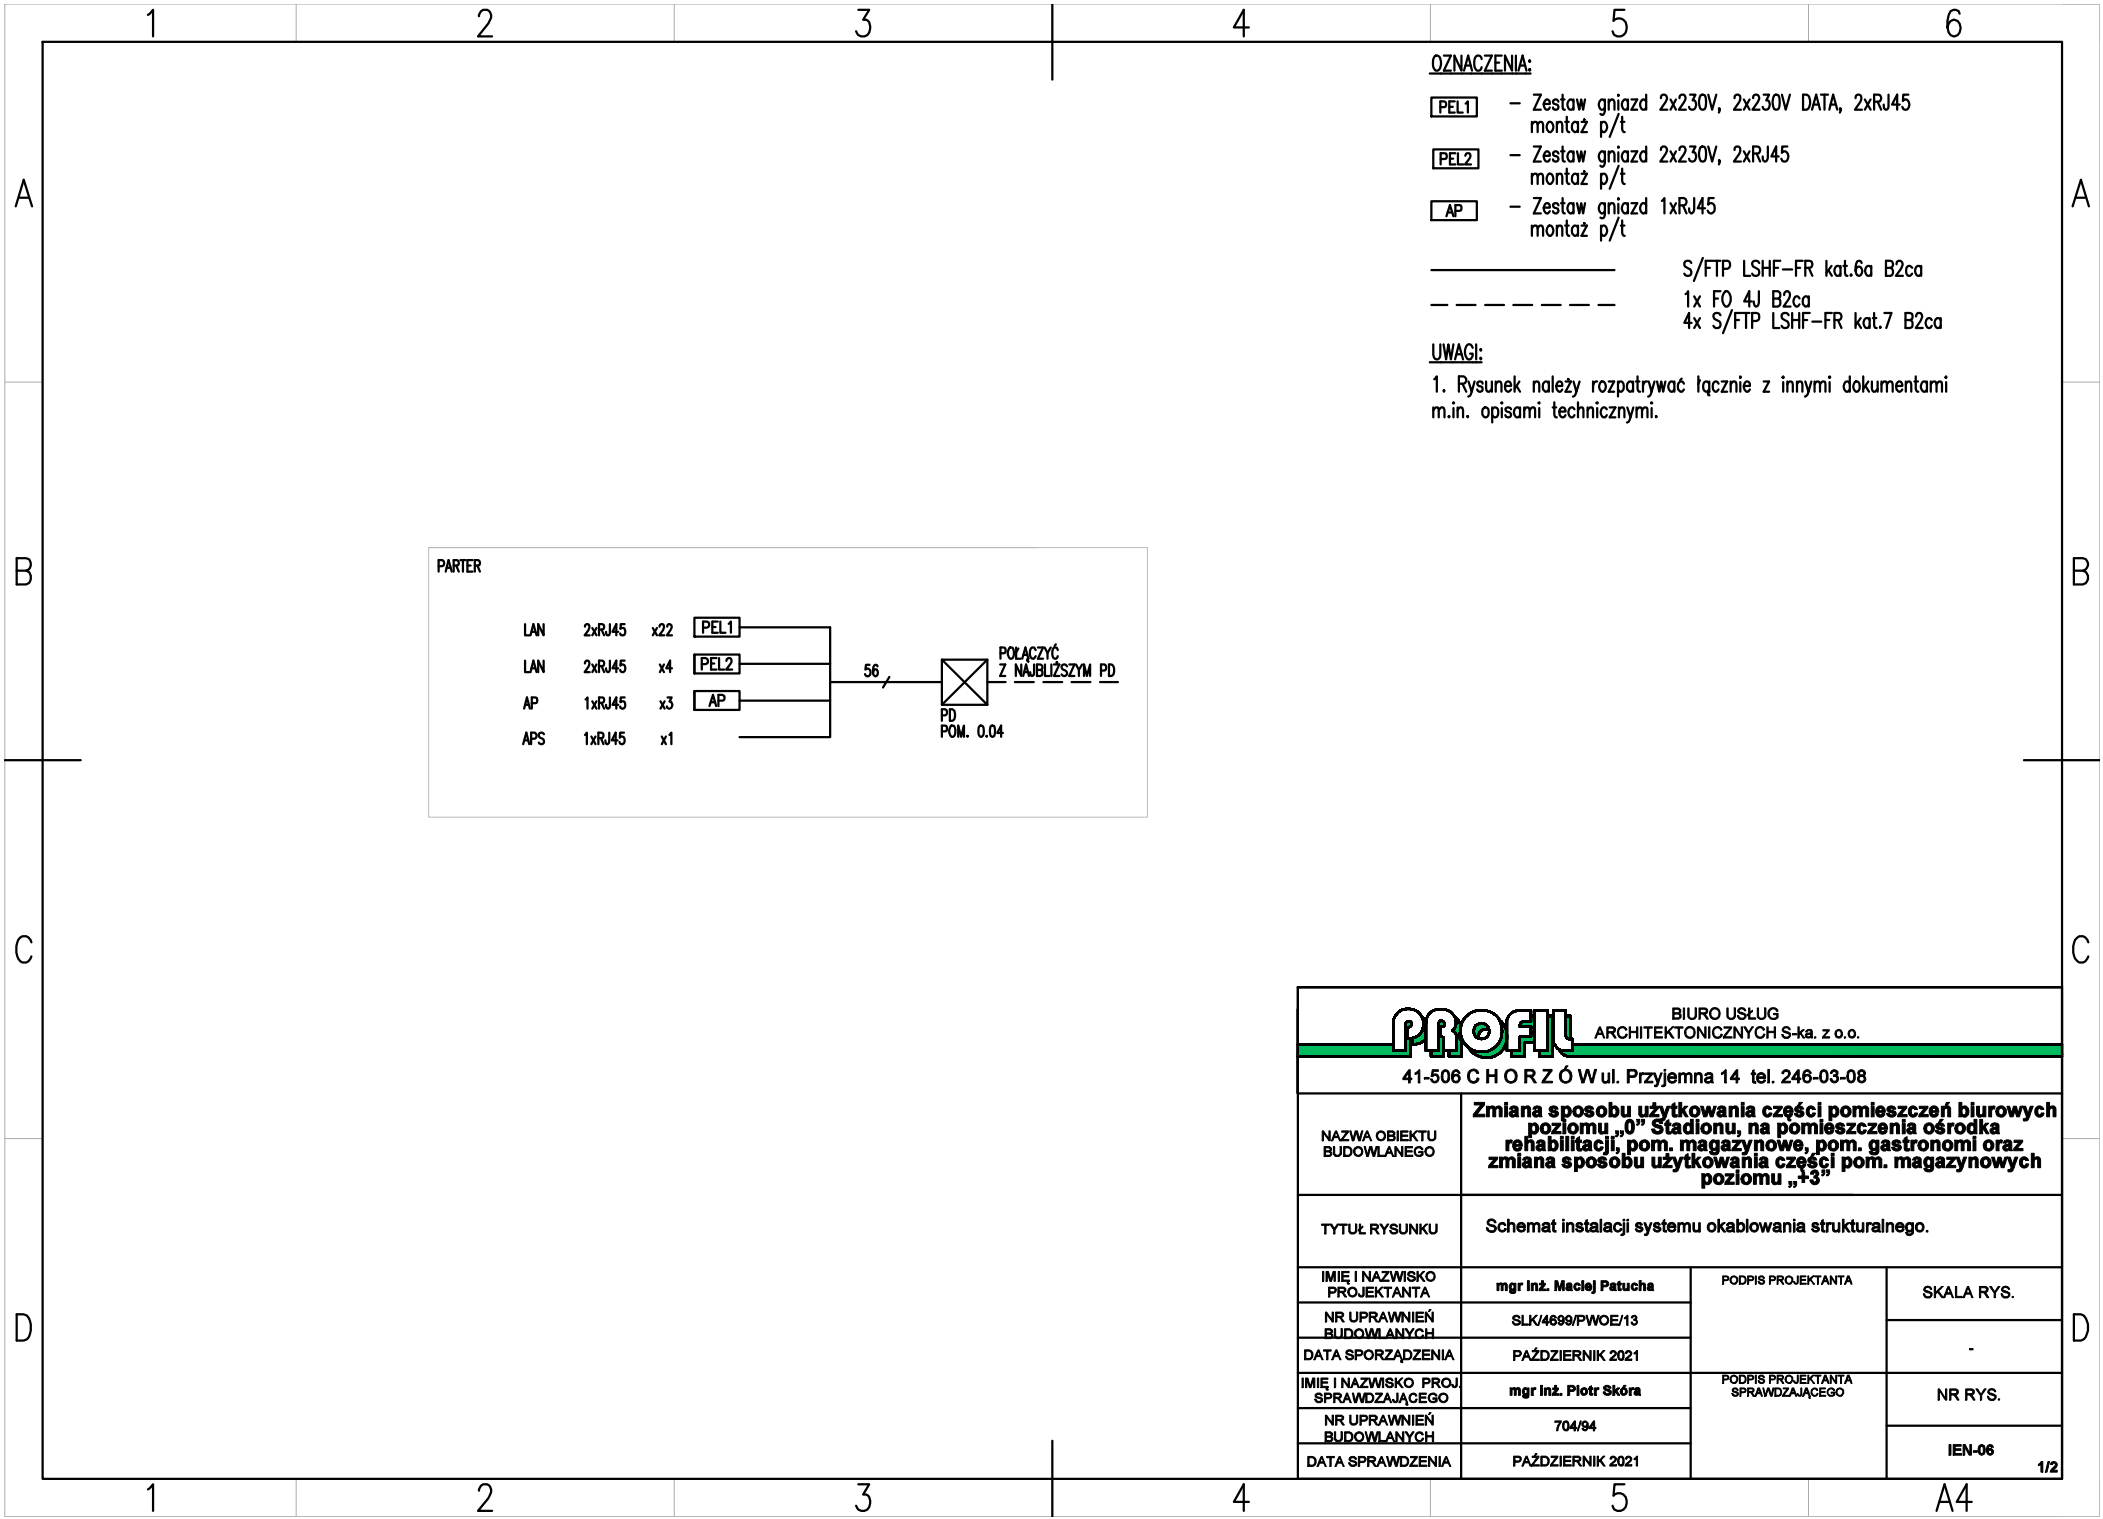 1 2 3 4 5 6
OZNACZENIA:
PEL1 – Zestaw gniazd 2x230V, 2x230V DATA, 2xRJ45
montaż p/t
PEL2 – Zestaw gniazd 2x230V, 2xRJ45
montaż p/t
AP – Zestaw gniazd 1xRJ45
montaż p/t
S/FTP LSHF–FR kat.6a B2ca
1x FO 4J B2ca
4x S/FTP LSHF–FR kat.7 B2ca
UWAGI:
1. Rysunek należy rozpatrywać łącznie z innymi dokumentami
m.in. opisami technicznymi.
A A
B B
PARTER
LAN 2xRJ45 x22 PEL1
LAN 2xRJ45 x4 PEL2
AP 1xRJ45 x3 AP
APS 1xRJ45 x1
56
POŁĄCZYĆ
Z NAJBLIŻSZYM PD
PD
POM. 0.04
C C
PROFIL
BIURO USŁUG
ARCHITEKTONICZNYCH S-ka. z o.o.
41-506 C H O R Z Ó W ul. Przyjemna 14 tel. 246-03-08
NAZWA OBIEKTU
BUDOWLANEGO
Zmiana sposobu użytkowania części pomieszczeń biurowych
poziomu „0” Stadionu, na pomieszczenia ośrodka
rehabilitacji, pom. magazynowe, pom. gastronomi oraz
zmiana sposobu użytkowania części pom. magazynowych
poziomu „+3”
TYTUŁ RYSUNKU
Schemat instalacji systemu okablowania strukturalnego.
IMIĘ I NAZWISKO
PROJEKTANTA
mgr inż. Maciej Patucha
PODPIS PROJEKTANTA
SKALA RYS.
NR UPRAWNIEŃ
BUDOWLANYCH
SLK/4699/PWOE/13
D D
DATA SPORZĄDZENIA
PAŹDZIERNIK 2021
-
IMIĘ I NAZWISKO PROJ.
SPRAWDZAJĄCEGO
mgr inż. Piotr Skóra
PODPIS PROJEKTANTA
SPRAWDZAJĄCEGO
NR RYS.
NR UPRAWNIEŃ
BUDOWLANYCH
704/94
DATA SPRAWDZENIA
PAŹDZIERNIK 2021
IEN-06
1/2
1 2 3 4 5 A4